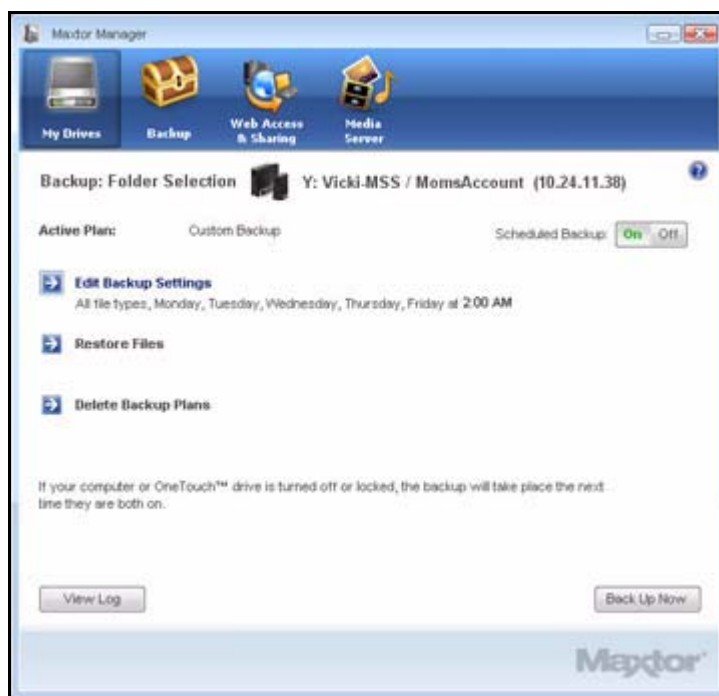 Maxtor Manager
My Drives
Backup
Web Access
& Sharing
Media
Server
Backup: Folder Selection
Y: Vicki-MSS / MomsAccount (10.24.11.38)
Active Plan:
Custom Backup
Scheduled Backup: On Off
Edit Backup Settings
All file types, Monday, Tuesday, Wednesday, Thursday, Friday at 2:00 AM
Restore Files
Delete Backup Plans
If your computer or OneTouch™ drive is turned off or locked, the backup will take place the next
time they are both on.
View Log
Back Up Now
Maxtor